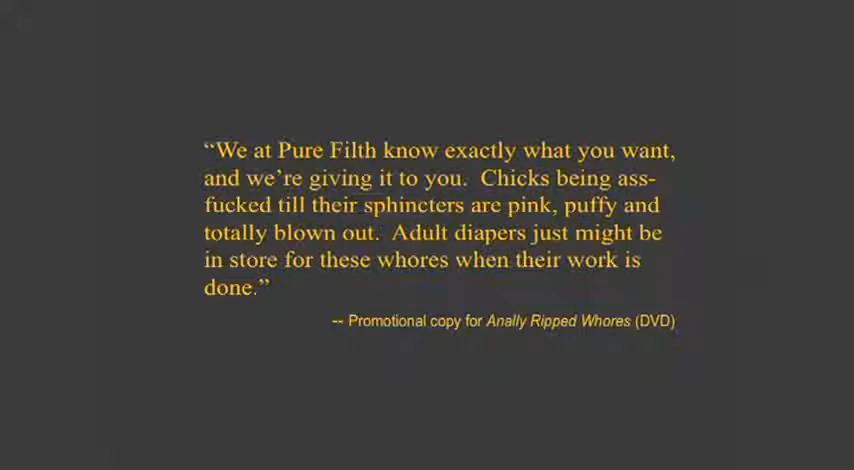 “We at Pure Filth know exactly what you want,
and we’re giving it to you.  Chicks being ass-
fucked till their sphincters are pink, puffy and
totally blown out.  Adult diapers just might be
in store for these whores when their work is
done.”
-- Promotional copy for Anally Ripped Whores (DVD)